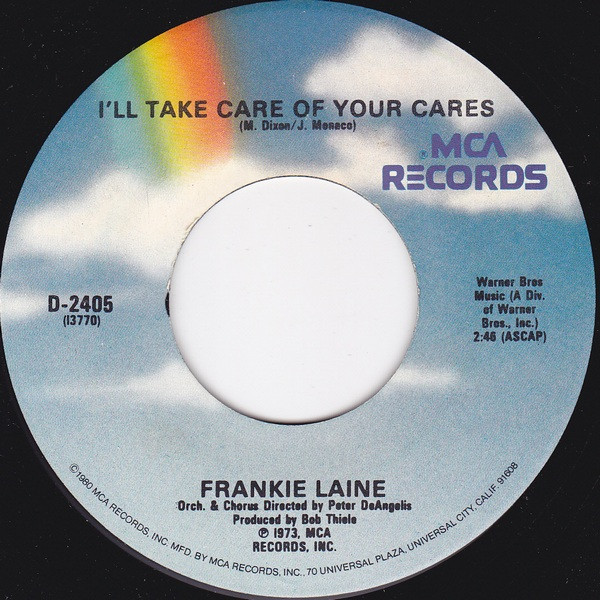 I'LL TAKE CARE OF YOUR CARES
(M. Dixon/J. Monaco)
® MCA
RECORDS
D-2405
(13770)
Warner Bros
Music (A Div.
of Warner
Bros., Inc.)
2:46 (ASCAP)
FRANKIE LAINE
Orch. & Chorus Directed by Peter DeAngelis
Produced by Bob Thiele
℗ 1973, MCA
RECORDS, INC.
©1980 MCA RECORDS, INC. MFD. BY MCA RECORDS, INC., 70 UNIVERSAL PLAZA, UNIVERSAL CITY, CALIF. 91608